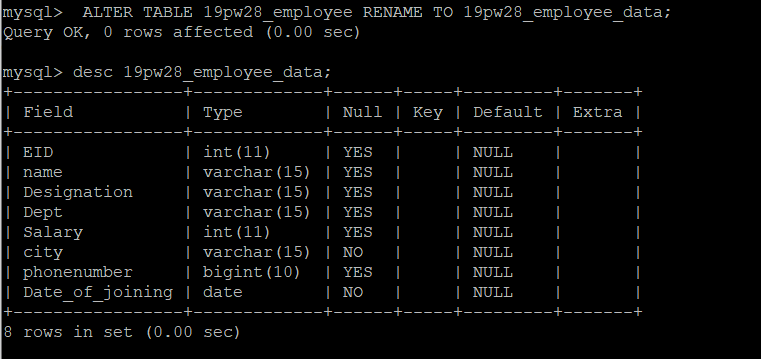 mysql>  ALTER TABLE 19pw28_employee RENAME TO 19pw28_employee_data;
Query OK, 0 rows affected (0.00 sec)

mysql> desc 19pw28_employee_data;
+-----------------+-------------+------+-----+---------+-------+
| Field           | Type        | Null | Key | Default | Extra |
+-----------------+-------------+------+-----+---------+-------+
| EID             | int(11)     | YES  |     | NULL    |       |
| name            | varchar(15) | YES  |     | NULL    |       |
| Designation     | varchar(15) | YES  |     | NULL    |       |
| Dept            | varchar(15) | YES  |     | NULL    |       |
| Salary          | int(11)     | YES  |     | NULL    |       |
| city            | varchar(15) | NO   |     | NULL    |       |
| phonenumber     | bigint(10)  | YES  |     | NULL    |       |
| Date_of_joining | date        | NO   |     | NULL    |       |
+-----------------+-------------+------+-----+---------+-------+
8 rows in set (0.00 sec)